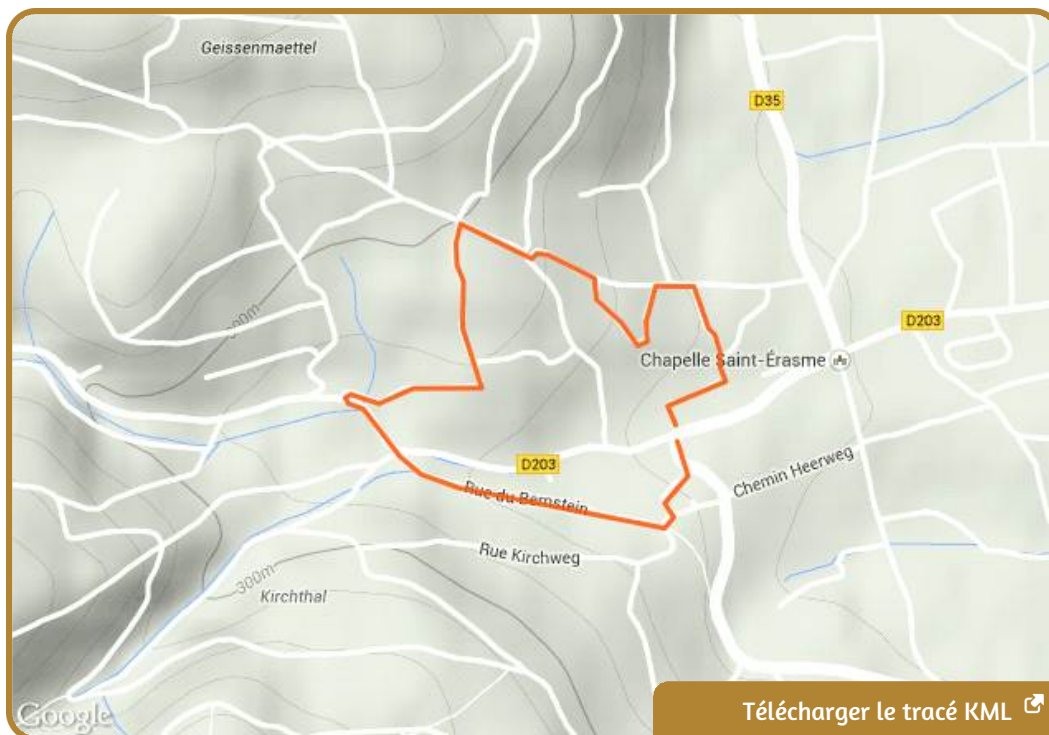 Geissenmaettel
D35
300m
D203
Chapelle Saint-Érasme
D203
Chemin Heerweg
Rue du Bernstein
Rue Kirchweg
300m
Kirchthal
Google
Télécharger le tracé KML